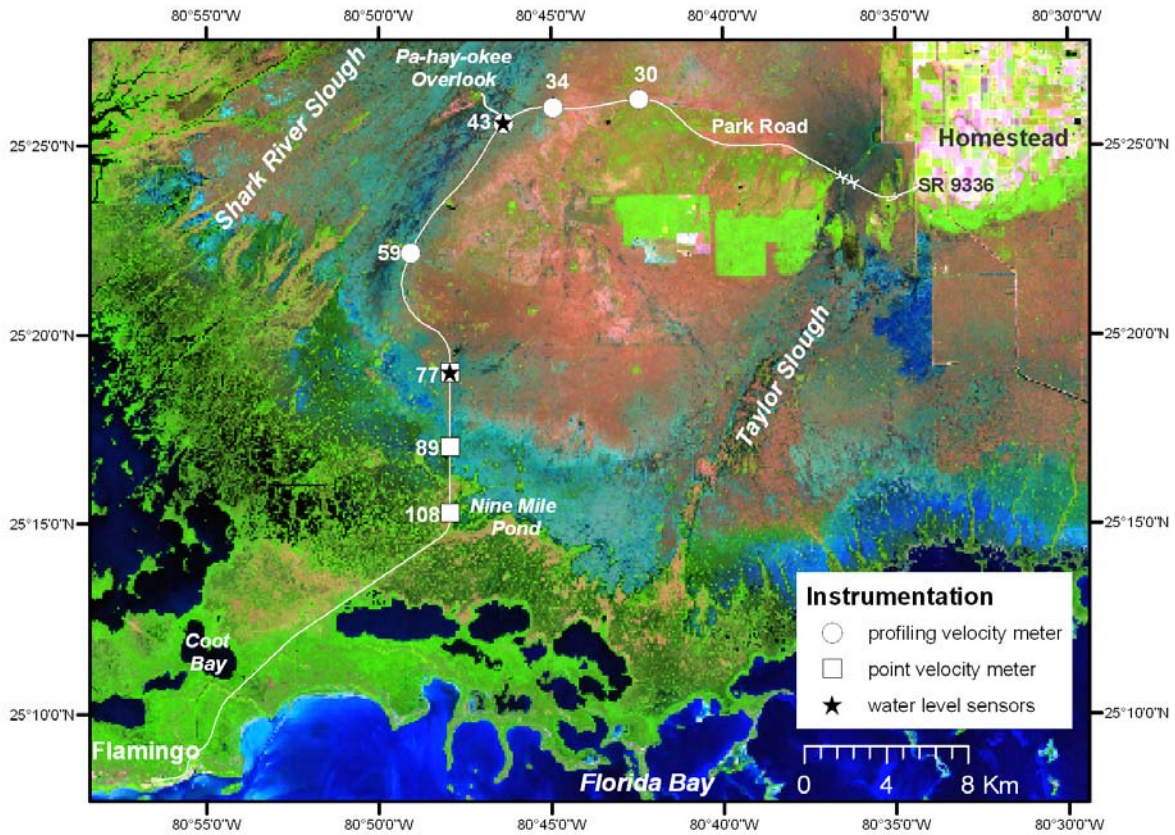 80°55'0"W 80°50'0"W 80°45'0"W 80°40'0"W 80°35'0"W 80°30'0"W
Pa-hay-okee
Overlook
34
30
43
Park Road
Homestead
25°25'0"N
25°25'0"N
Shark River Slough
SR 9336
59
25°20'0"N
25°20'0"N
77
Taylor Slough
89
Nine Mile
Pond
108
25°15'0"N
25°15'0"N
Instrumentation
profiling velocity meter
point velocity meter
water level sensors
0 4 8 Km
Coot
Bay
25°10'0"N
25°10'0"N
Flamingo
Florida Bay
80°55'0"W 80°50'0"W 80°45'0"W 80°40'0"W 80°35'0"W 80°30'0"W